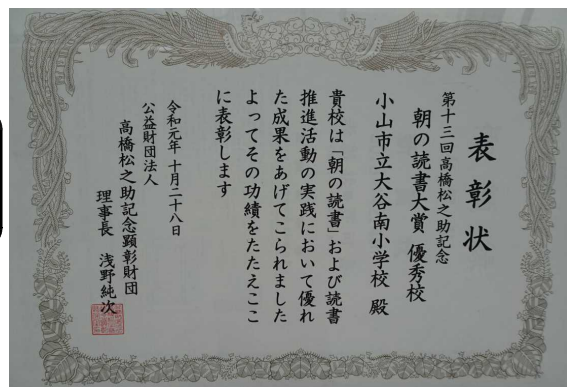 表彰状
第十三回高橋松之助記念
朝の読書大賞 優秀校
小山市立大谷南小学校 殿
貴校は「朝の読書」および読書
推進活動の実践において優れ
た成果をあげてこられました
よってその功績をたたえここ
に表彰します
令和元年十月二十八日
公益財団法人
高橋松之助記念顕彰財団
理事長 浅野純次